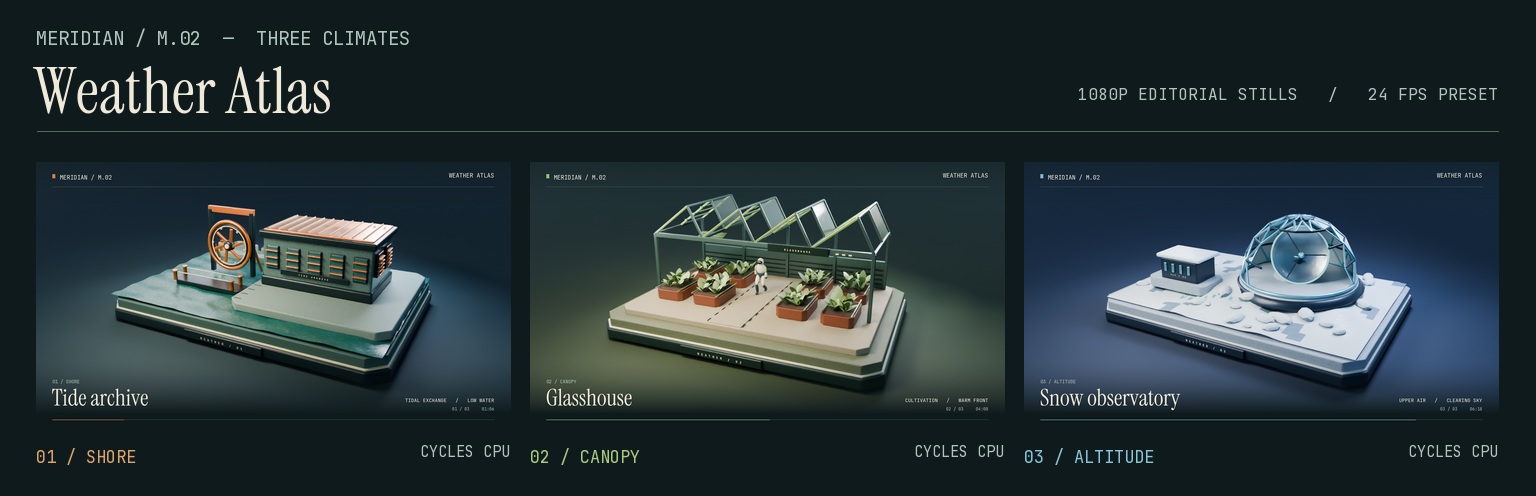 MERIDIAN / M.02 — THREE CLIMATES
Weather Atlas
1080P EDITORIAL STILLS / 24 FPS PRESET
MERIDIAN / M.02
WEATHER ATLAS
01 / SHORE
Tide archive
TIDAL EXCHANGE / LOW WATER
01 / 03
MERIDIAN / M.02
WEATHER ATLAS
GLASSHOUSE
02 / CANOPY
Glasshouse
CULTIVATION / WARM FRONT
02 / 03
MERIDIAN / M.02
WEATHER ATLAS
03 / ALTITUDE
Snow observatory
UPPER AIR / CLEARING SKY
03 / 03
01 / SHORE
CYCLES CPU
02 / CANOPY
CYCLES CPU
03 / ALTITUDE
CYCLES CPU